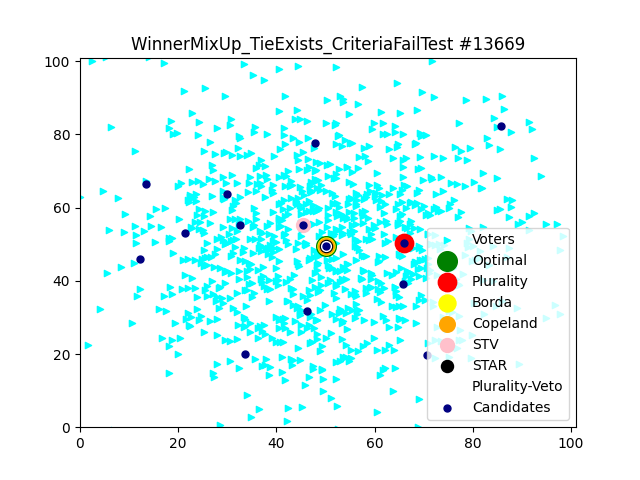 WinnerMixUp_TieExists_CriteriaFailTest #13669
100
80
60
40
20
0
0 20 40 60 80 100
Voters
Optimal
Plurality
Borda
Copeland
STV
STAR
Plurality-Veto
Candidates